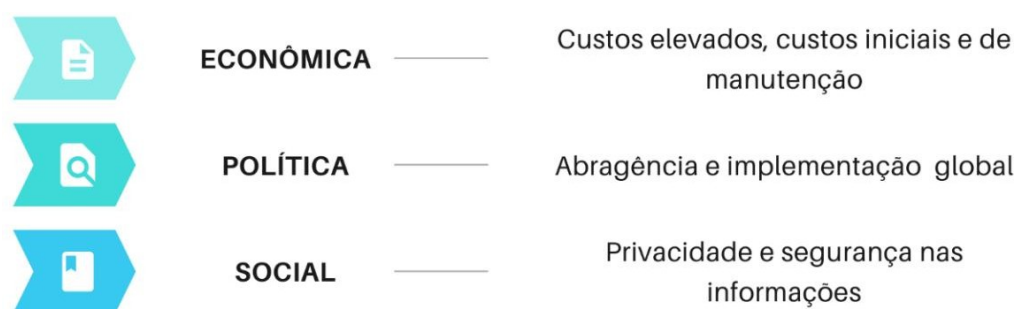 ECONÔMICA
Custos elevados, custos iniciais e de
manutenção
POLÍTICA
Abragência e implementação global
SOCIAL
Privacidade e segurança nas
informações